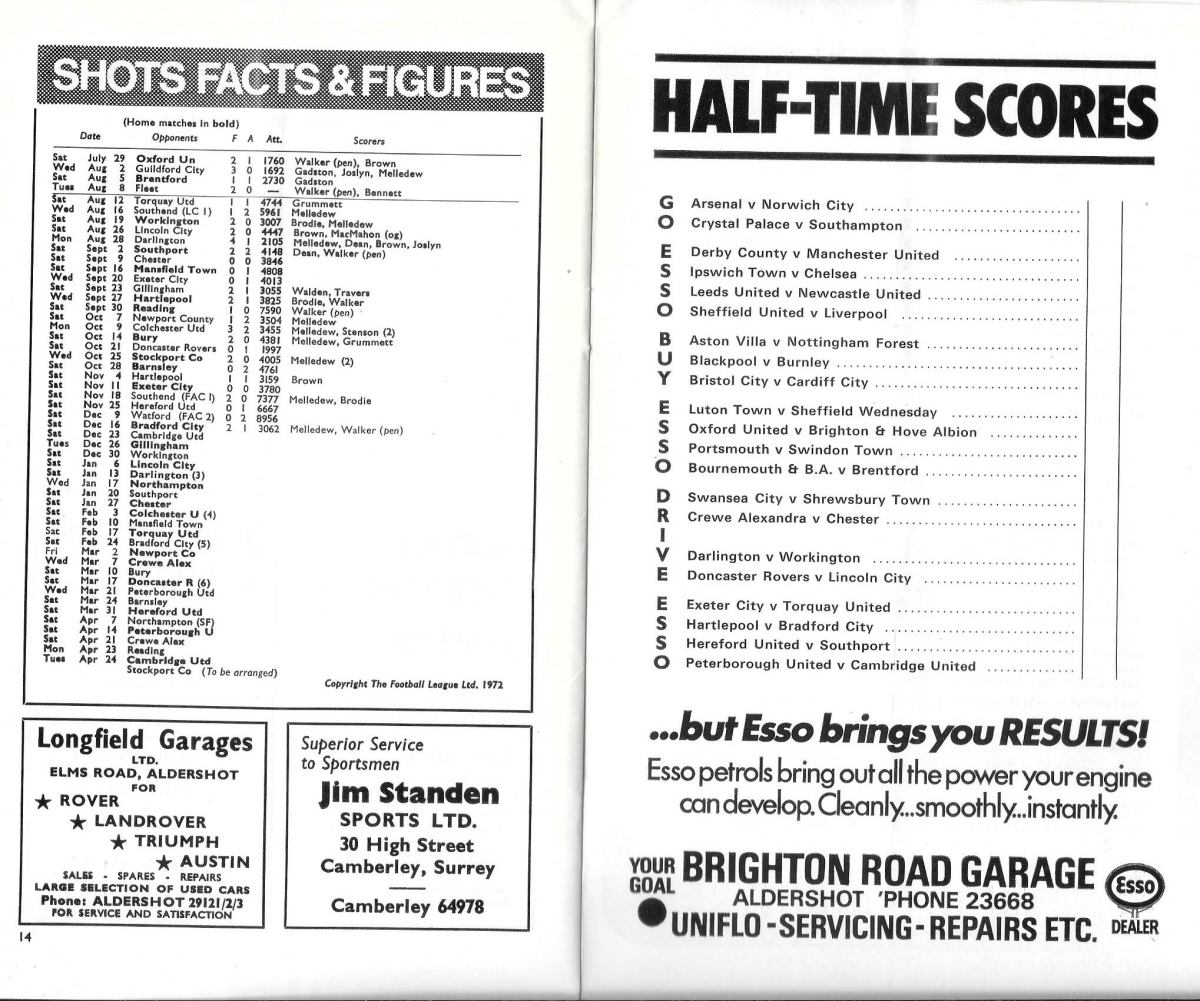 SHOTS FACTS & FIGURES
(Home matches in bold)
Date Opponents F A Att. Scorers
Sat July 29 Oxford Un 2 1 1760 Walker (pen), Brown
Wed Aug 2 Guildford City 3 0 1692 Gadston, Joslyn, Melledew
Sat Aug 5 Brentford 1 1 2730 Gadston
Tues Aug 8 Fleet 2 0 — Walker (pen), Bennett
Sat Aug 12 Torquay Utd 1 1 4744 Grummett
Wed Aug 16 Southend (LC 1) 1 2 5961 Melledew
Sat Aug 19 Workington 2 0 3007 Brodie, Melledew
Sat Aug 26 Lincoln City 2 0 4447 Brown, MacMahon (og)
Mon Aug 28 Darlington 4 1 2105 Melledew, Dean, Brown, Joslyn
Sat Sept 2 Southport 2 2 4148 Dean, Walker (pen)
Sat Sept 9 Chester 0 0 3846
Sat Sept 16 Mansfield Town 0 1 4808
Wed Sept 20 Exeter City 0 1 4013
Sat Sept 23 Gillingham 2 1 3055 Walden, Travers
Wed Sept 27 Hartlepool 2 1 3825 Brodie, Walker
Sat Sept 30 Reading 1 0 7590 Walker (pen)
Sat Oct 7 Newport County 1 2 3504 Melledew
Mon Oct 9 Colchester Utd 3 2 3455 Melledew, Stenson (2)
Sat Oct 14 Bury 2 0 4381 Melledew, Grummett
Sat Oct 21 Doncaster Rovers 0 1 1997
Wed Oct 25 Stockport Co 2 0 4005 Melledew (2)
Sat Oct 28 Barnsley 0 2 4761
Sat Nov 4 Hartlepool 1 1 3159 Brown
Sat Nov 11 Exeter City 0 0 3780
Sat Nov 18 Southend (FAC 1) 2 0 7377 Melledew, Brodie
Sat Nov 25 Hereford Utd 0 1 6667
Sat Dec 9 Watford (FAC 2) 0 2 8956
Sat Dec 16 Bradford City 2 1 3062 Melledew, Walker (pen)
Sat Dec 23 Cambridge Utd
Tues Dec 26 Gillingham
Sat Dec 30 Workington
Sat Jan 6 Lincoln City
Sat Jan 13 Darlington (3)
Wed Jan 17 Northampton
Sat Jan 20 Southport
Sat Jan 27 Chester
Sat Feb 3 Colchester U (4)
Sat Feb 10 Mansfield Town
Sat Feb 17 Torquay Utd
Sat Feb 24 Bradford City (5)
Fri Mar 2 Newport Co
Wed Mar 7 Crewe Alex
Sat Mar 10 Bury
Sat Mar 17 Doncaster R (6)
Wed Mar 21 Peterborough Utd
Sat Mar 24 Barnsley
Sat Mar 31 Hereford Utd
Sat Apr 7 Northampton (SF)
Sat Apr 14 Peterborough U
Sat Apr 21 Crewe Alex
Mon Apr 23 Reading
Tues Apr 24 Cambridge Utd
Stockport Co (To be arranged)
Copyright The Football League Ltd. 1972
Longfield Garages
LTD.
ELMS ROAD, ALDERSHOT
FOR
★ ROVER
★ LANDROVER
★ TRIUMPH
★ AUSTIN
SALES - SPARES - REPAIRS
LARGE SELECTION OF USED CARS
Phone: ALDERSHOT 29121/2/3
FOR SERVICE AND SATISFACTION
Superior Service
to Sportsmen
Jim Standen
SPORTS LTD.
30 High Street
Camberley, Surrey
Camberley 64978
14
HALF-TIME SCORES
G Arsenal v Norwich City
O Crystal Palace v Southampton
E Derby County v Manchester United
S Ipswich Town v Chelsea
S Leeds United v Newcastle United
O Sheffield United v Liverpool
B Aston Villa v Nottingham Forest
U Blackpool v Burnley
Y Bristol City v Cardiff City
E Luton Town v Sheffield Wednesday
S Oxford United v Brighton & Hove Albion
S Portsmouth v Swindon Town
O Bournemouth & B.A. v Brentford
D Swansea City v Shrewsbury Town
R Crewe Alexandra v Chester
I
V Darlington v Workington
E Doncaster Rovers v Lincoln City
E Exeter City v Torquay United
S Hartlepool v Bradford City
S Hereford United v Southport
O Peterborough United v Cambridge United
...but Esso brings you RESULTS!
Esso petrols bring out all the power your engine
can develop. Cleanly...smoothly...instantly.
YOUR GOAL
BRIGHTON ROAD GARAGE
ALDERSHOT 'PHONE 23668
UNIFLO - SERVICING - REPAIRS ETC.
Esso
DEALER